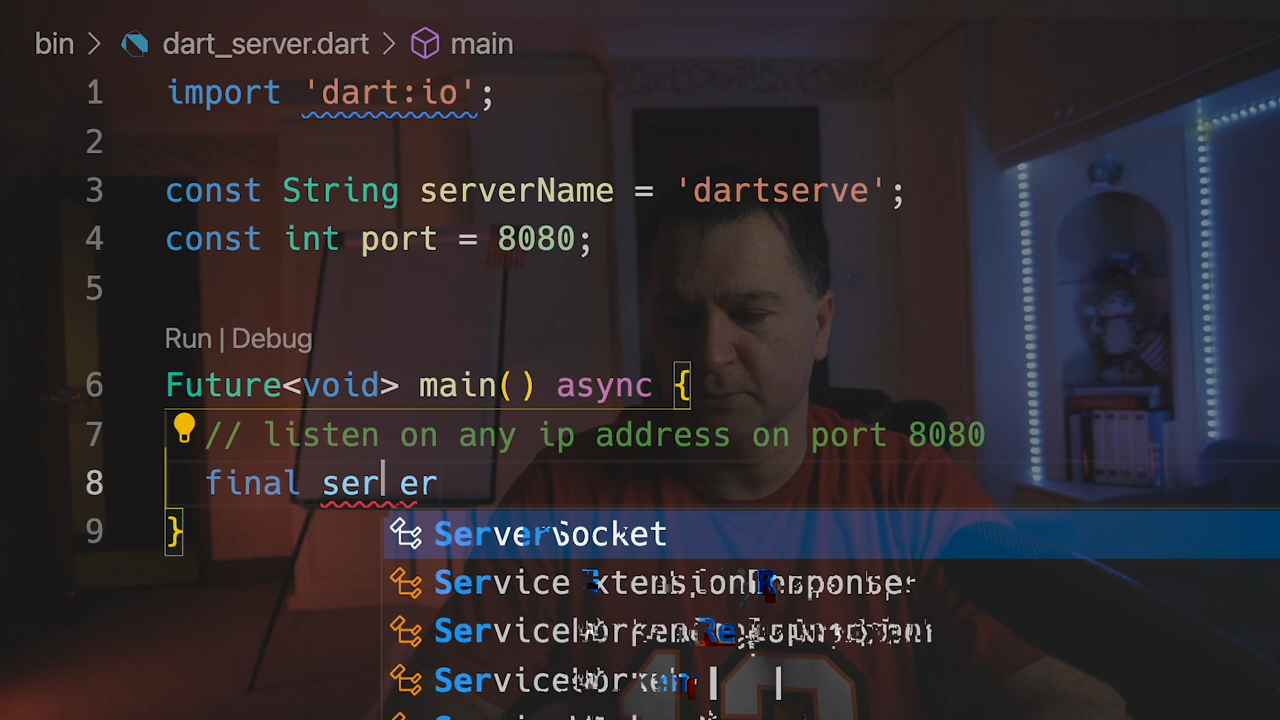 bin > dart_server.dart > main
1 import 'dart:io';
2
3 const String serverName = 'dartserve';
4 const int port = 8080;
5
Run | Debug
6 Future<void> main() async {
7 // listen on any ip address on port 8080
8 final ser er
9 }
ServerSocket
Service